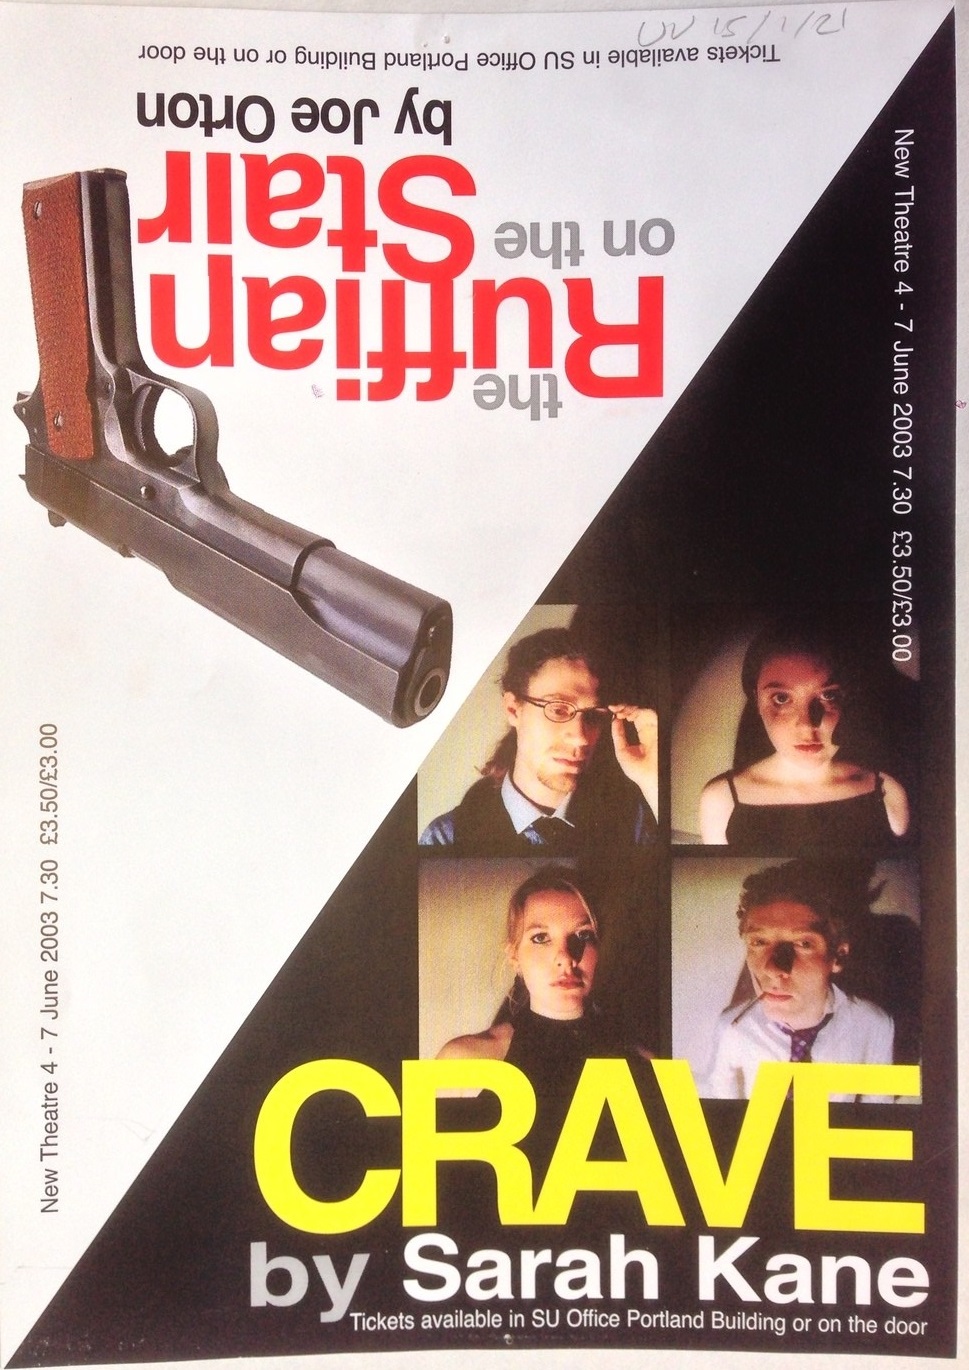 UU 15/1/21
Tickets available in SU Office Portland Building or on the door
the
Ruffian
on the
Stair
by Joe Orton
New Theatre 4 - 7 June 2003 7.30 £3.50/£3.00
New Theatre 4 - 7 June 2003 7.30 £3.50/£3.00
CRAVE
by Sarah Kane
Tickets available in SU Office Portland Building or on the door